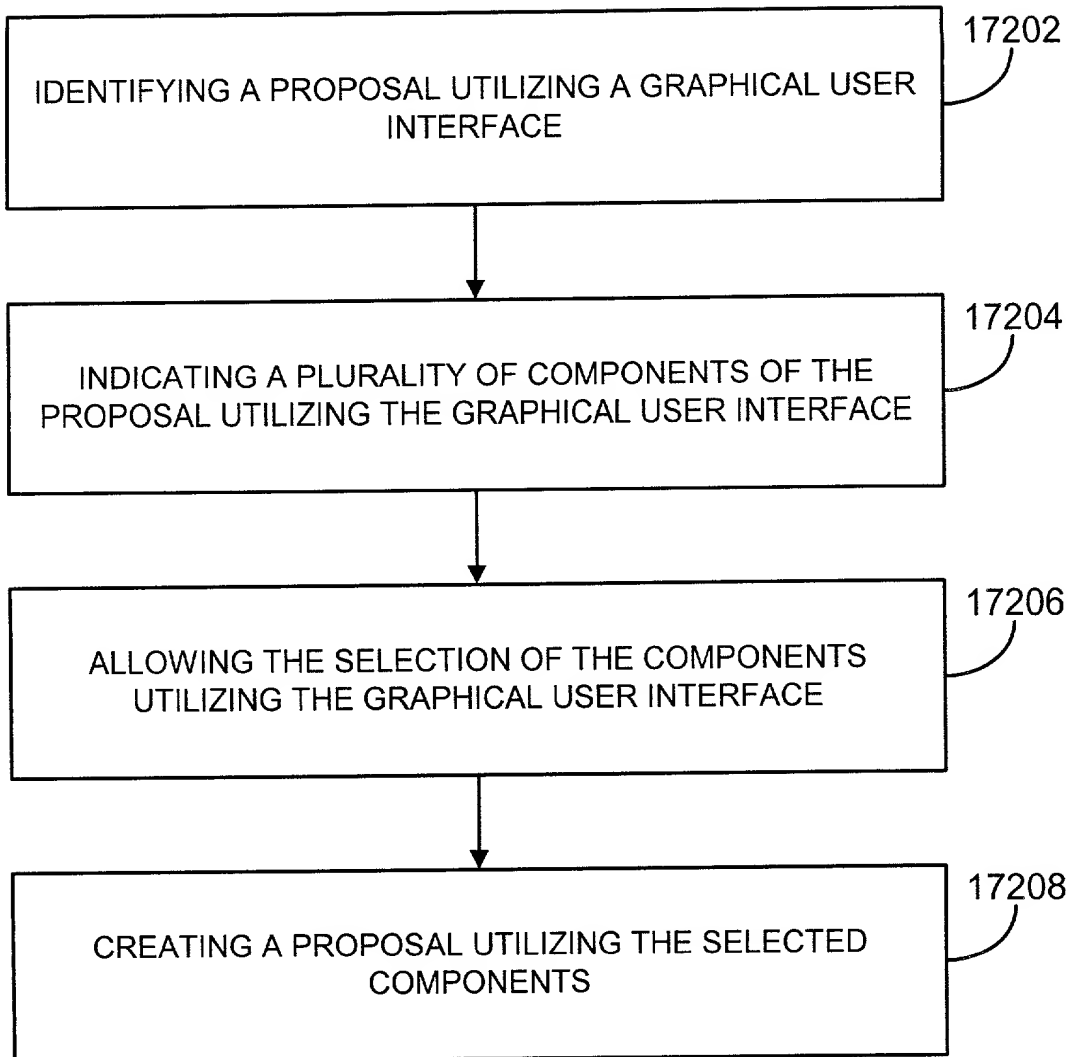 17202
IDENTIFYING A PROPOSAL UTILIZING A GRAPHICAL USER
INTERFACE
17204
INDICATING A PLURALITY OF COMPONENTS OF THE
PROPOSAL UTILIZING THE GRAPHICAL USER INTERFACE
17206
ALLOWING THE SELECTION OF THE COMPONENTS
UTILIZING THE GRAPHICAL USER INTERFACE
17208
CREATING A PROPOSAL UTILIZING THE SELECTED
COMPONENTS